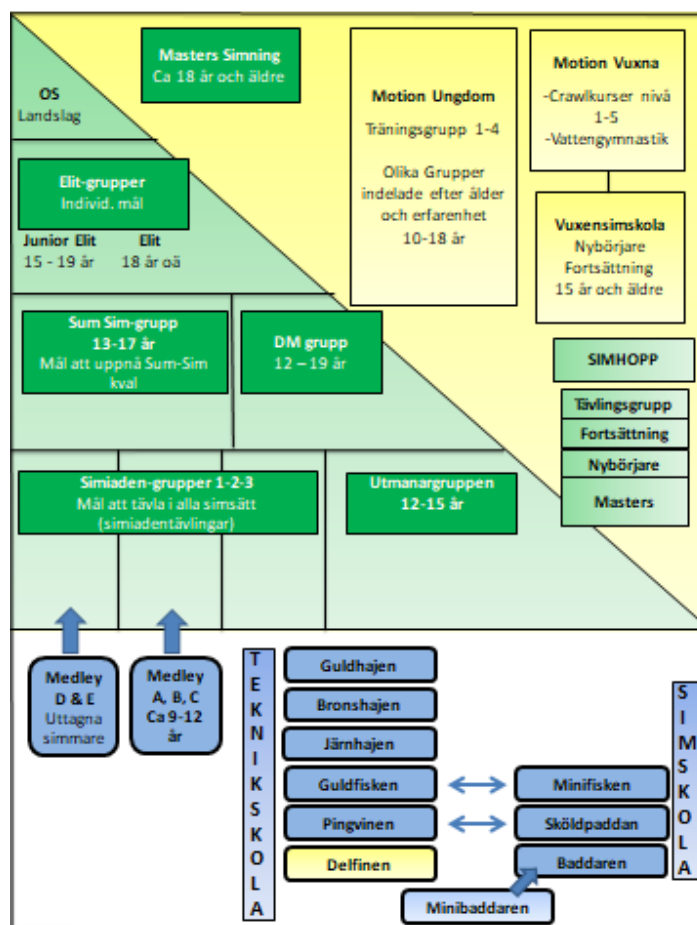 Masters Simning
Ca 18 år och äldre
OS
Landslag
Motion Ungdom
Träningsgrupp 1-4
Olika Grupper
indelade efter ålder
och erfarenhet
10-18 år
Motion Vuxna
-Crawlkurser nivå
1-5
-Vattengymnastik
Elit-grupper
Individ. mål
Junior Elit
15 - 19 år
Elit
18 år oä
Vuxensimskola
Nybörjare
Fortsättning
15 år och äldre
Sum Sim-grupp
13-17 år
Mål att uppnå Sum-Sim
kval
DM grupp
12 – 19 år
SIMHOPP
Tävlingsgrupp
Fortsättning
Nybörjare
Masters
Simiaden-grupper 1-2-3
Mål att tävla i alla simsätt
(simiadentävlingar)
Utmanargruppen
12-15 år
Medley
D & E
Uttagna
simmare
Medley
A, B, C
Ca 9-12
år
TEKNIKSKOLA
Guldhajen
Bronshajen
Järnhajen
Guldfisken
Pingvinen
Delfinen
Minifisken
Sköldpaddan
Baddaren
Minibaddaren
SIMSKOLA